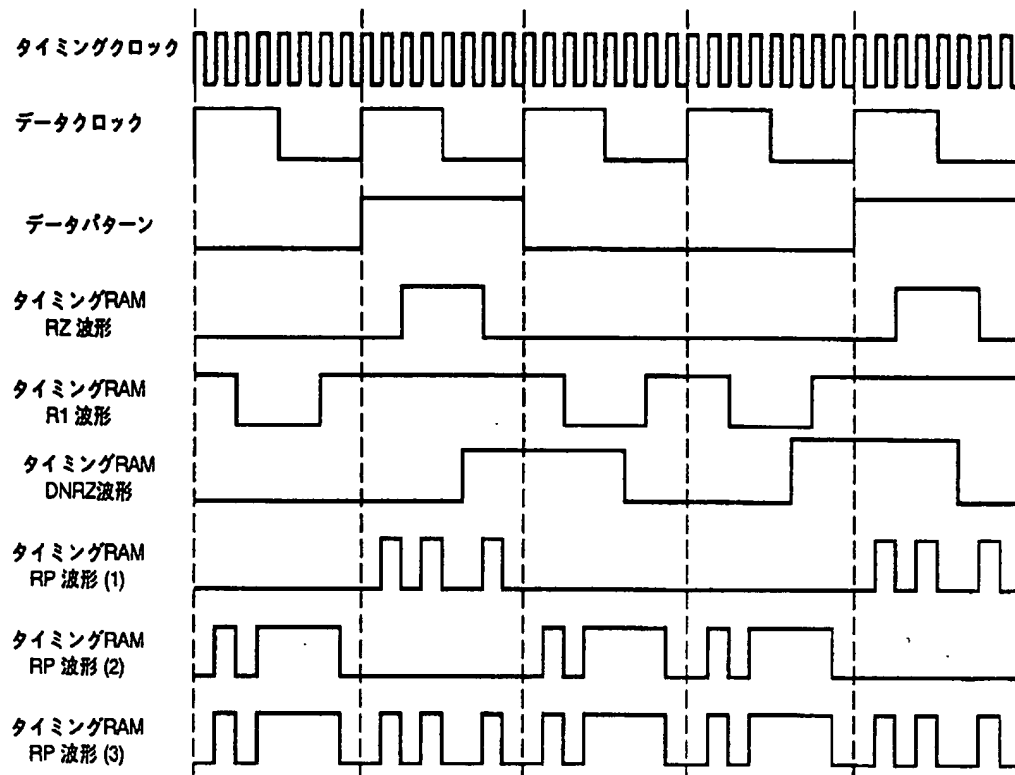 タイミングクロック
データクロック
データパターン
タイミングRAM
RZ 波形
タイミングRAM
R1 波形
タイミングRAM
DNRZ波形
タイミングRAM
RP 波形 (1)
タイミングRAM
RP 波形 (2)
タイミングRAM
RP 波形 (3)